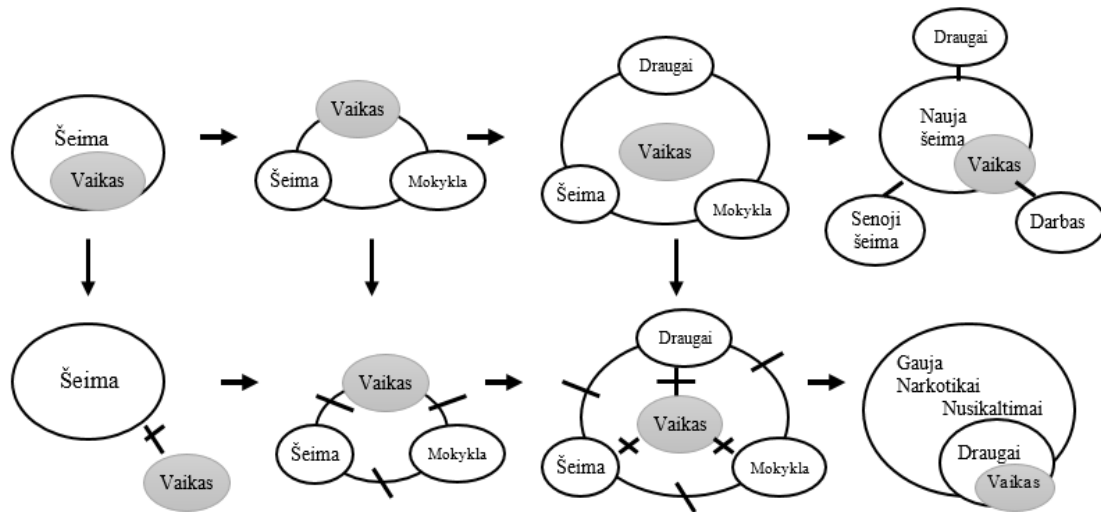 Šeima
Vaikas
Vaikas
Šeima
Mokykla
Draugai
Vaikas
Šeima
Mokykla
Draugai
Nauja
šeima
Vaikas
Senoji
šeima
Darbas
Šeima
Vaikas
Vaikas
Šeima
Mokykla
Draugai
Vaikas
Šeima
Mokykla
Gauja
Narkotikai
Nusikaltimai
Draugai
Vaikas